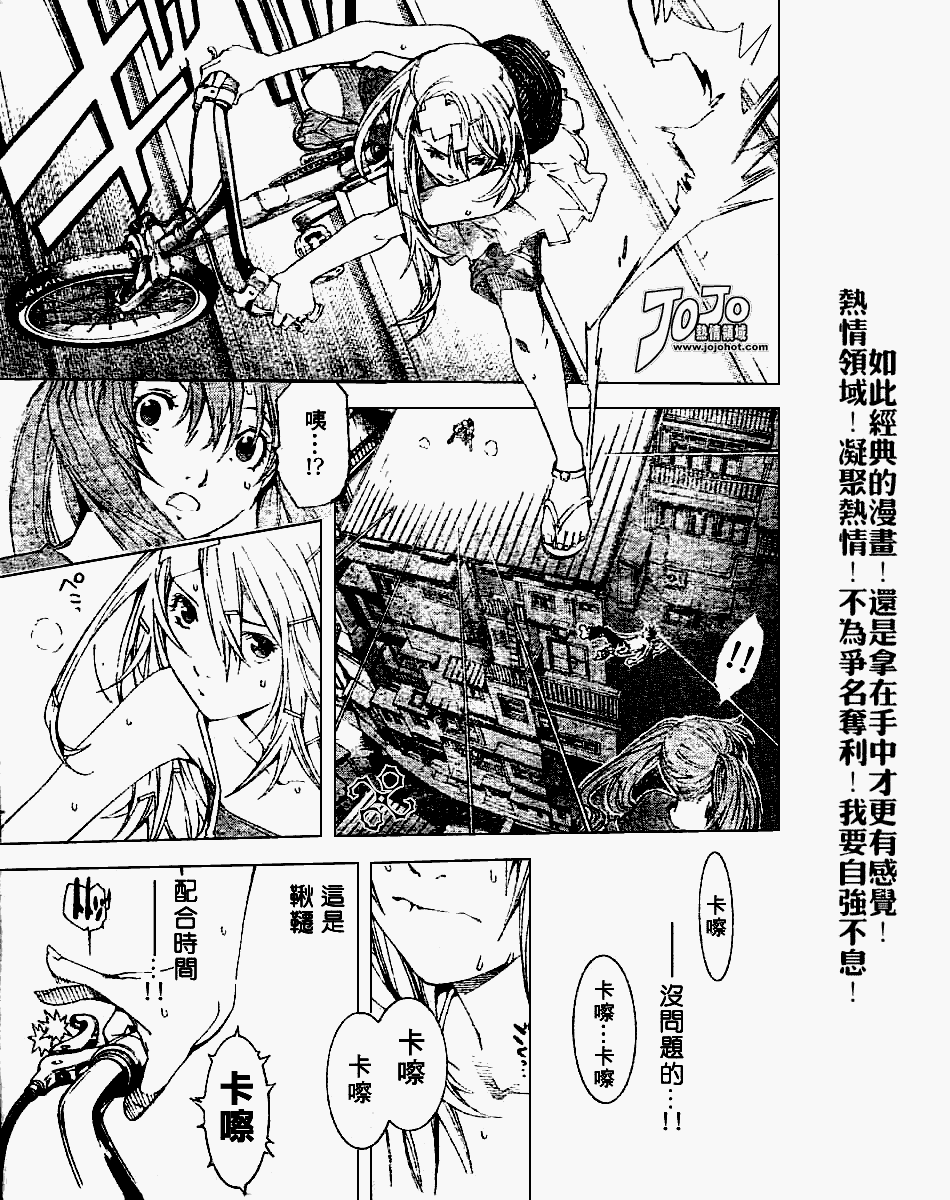 JOJO
熱情領域
www.jojohot.com
如此經典的漫畫！還是拿在手中才更有感覺！
熱情領域！凝聚熱情！不為爭名奪利！我要自強不息！
咦…!?
!!
ペ
卡嚓
——沒問題的…!!
卡嚓…卡嚓
卡嚓
卡嚓
這是
鞦韆
——配合時間…!!
卡嚓